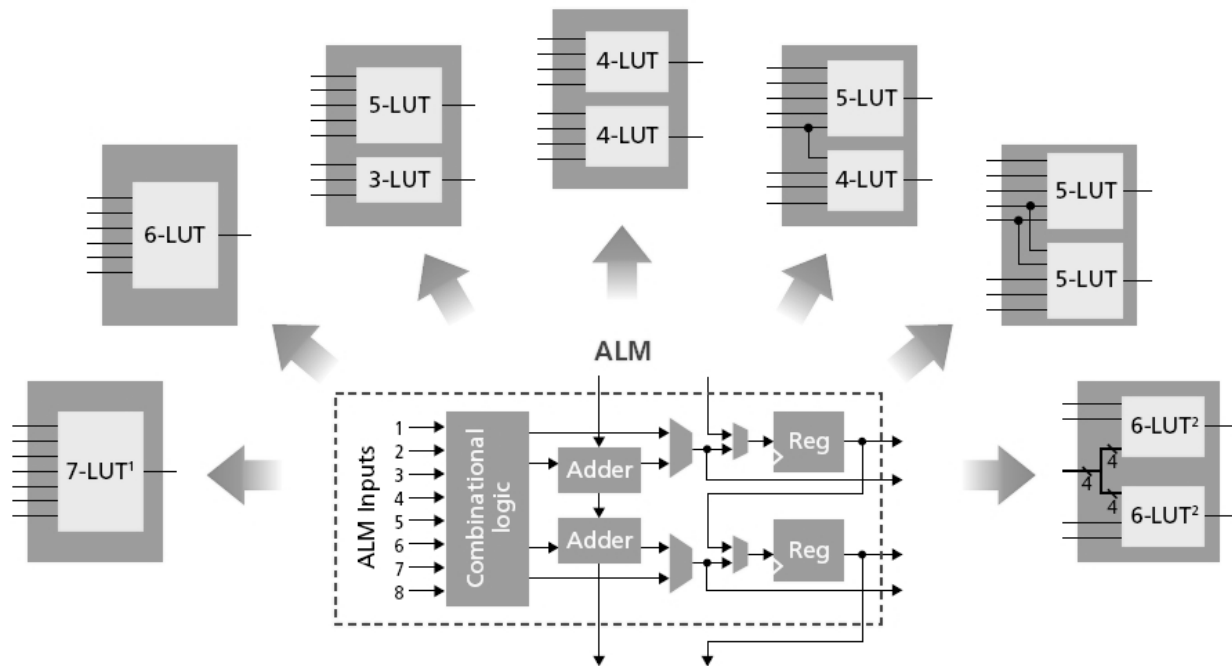 4-LUT
4-LUT
5-LUT
3-LUT
5-LUT
4-LUT
6-LUT
5-LUT
5-LUT
7-LUT¹
6-LUT²
4
4
4
6-LUT²
ALM
ALM Inputs
1
2
3
4
5
6
7
8
Combinational
logic
Adder
Adder
Reg
Reg